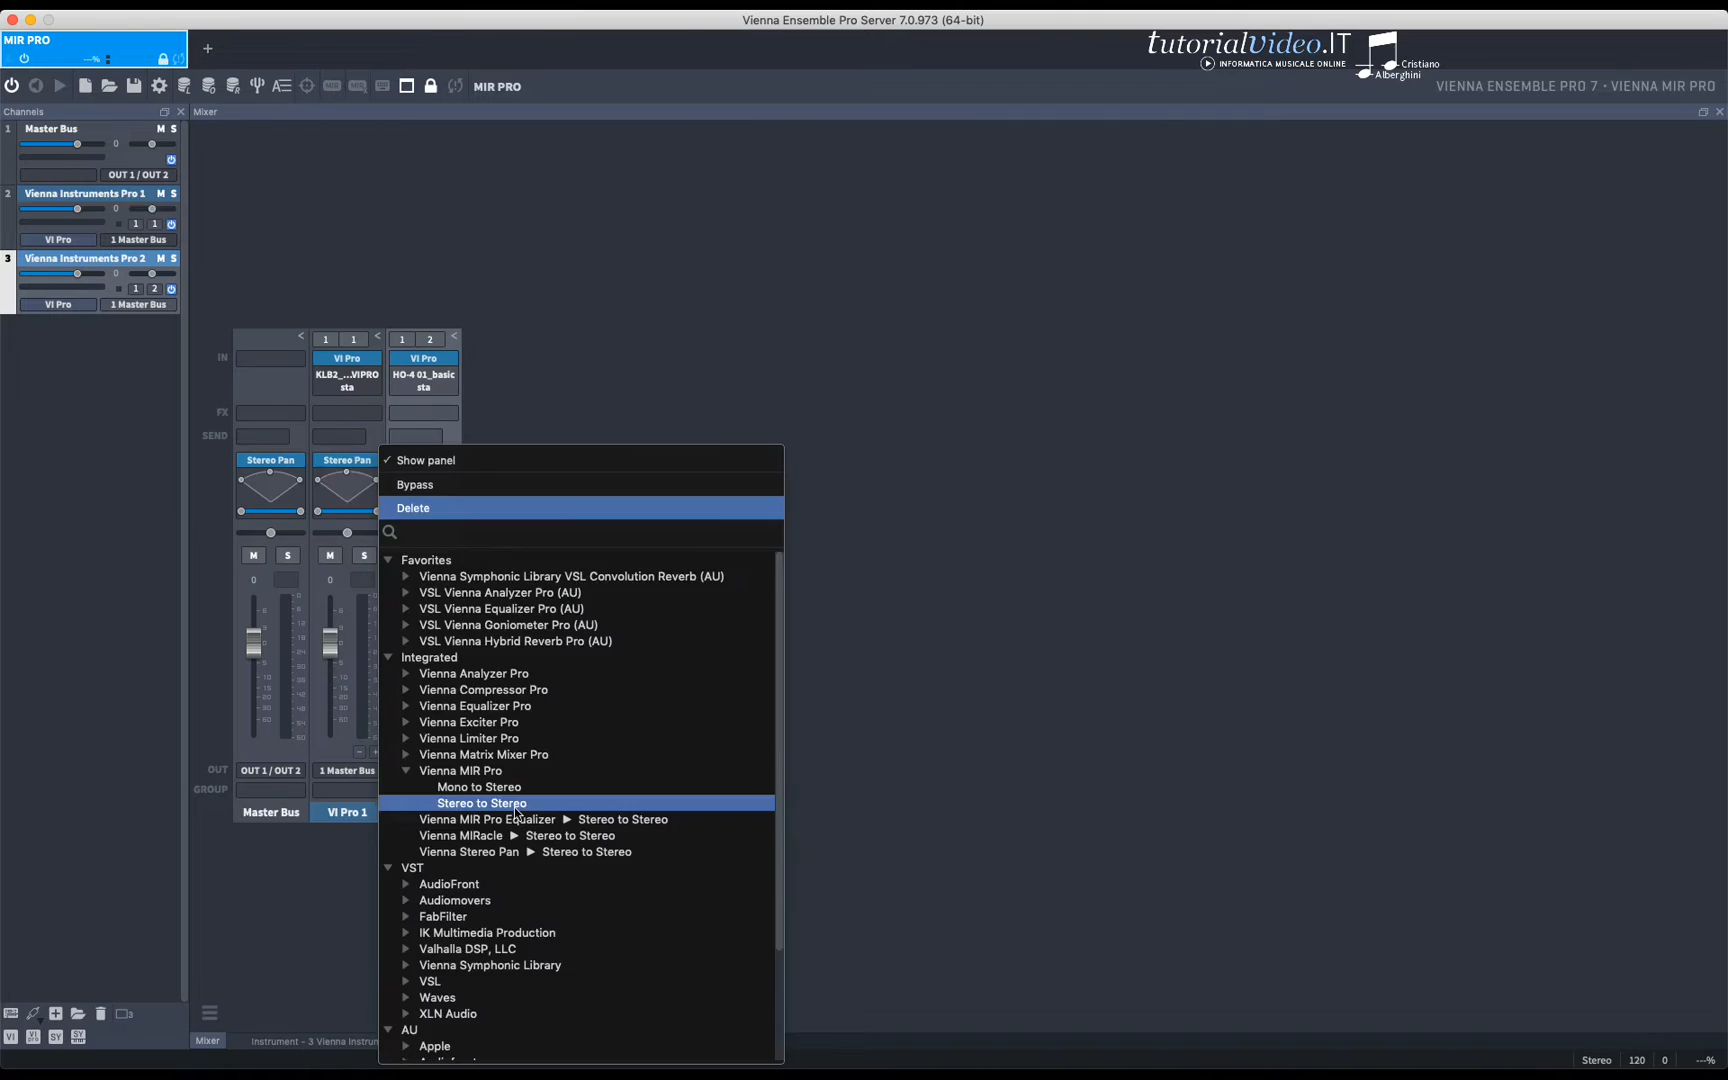 Vienna Ensemble Pro Server 7.0.973 (64-bit)
MIR PRO
--%
+
tutorialvideo.IT
INFORMATICA MUSICALE ONLINE
Cristiano
Alberghini
MIR PRO
VIENNA ENSEMBLE PRO 7 • VIENNA MIR PRO
Channels
Mixer
1 Master Bus M S
0
OUT 1 / OUT 2
2 Vienna Instruments Pro 1 M S
0
1 1
VI Pro 1 Master Bus
3 Vienna Instruments Pro 2 M S
0
1 2
VI Pro 1 Master Bus
< 1 1 < 1 2 <
IN VI Pro VI Pro
KLB2_...VIPRO HO-4 01_basic
sta sta
FX
SEND
Stereo Pan Stereo Pan
M S M S
0 0
OUT OUT 1 / OUT 2 1 Master Bus
GROUP
Master Bus VI Pro 1
✓ Show panel
Bypass
Delete
Favorites
Vienna Symphonic Library VSL Convolution Reverb (AU)
VSL Vienna Analyzer Pro (AU)
VSL Vienna Equalizer Pro (AU)
VSL Vienna Goniometer Pro (AU)
VSL Vienna Hybrid Reverb Pro (AU)
Integrated
Vienna Analyzer Pro
Vienna Compressor Pro
Vienna Equalizer Pro
Vienna Exciter Pro
Vienna Limiter Pro
Vienna Matrix Mixer Pro
Vienna MIR Pro
Mono to Stereo
Stereo to Stereo
Vienna MIR Pro Equalizer ▶ Stereo to Stereo
Vienna MIRacle ▶ Stereo to Stereo
Vienna Stereo Pan ▶ Stereo to Stereo
VST
AudioFront
Audiomovers
FabFilter
IK Multimedia Production
Valhalla DSP, LLC
Vienna Symphonic Library
VSL
Waves
XLN Audio
AU
Apple
VI VI pro SY SY pro
Mixer Instrument - 3 Vienna Instrum
Stereo 120 0 ---%